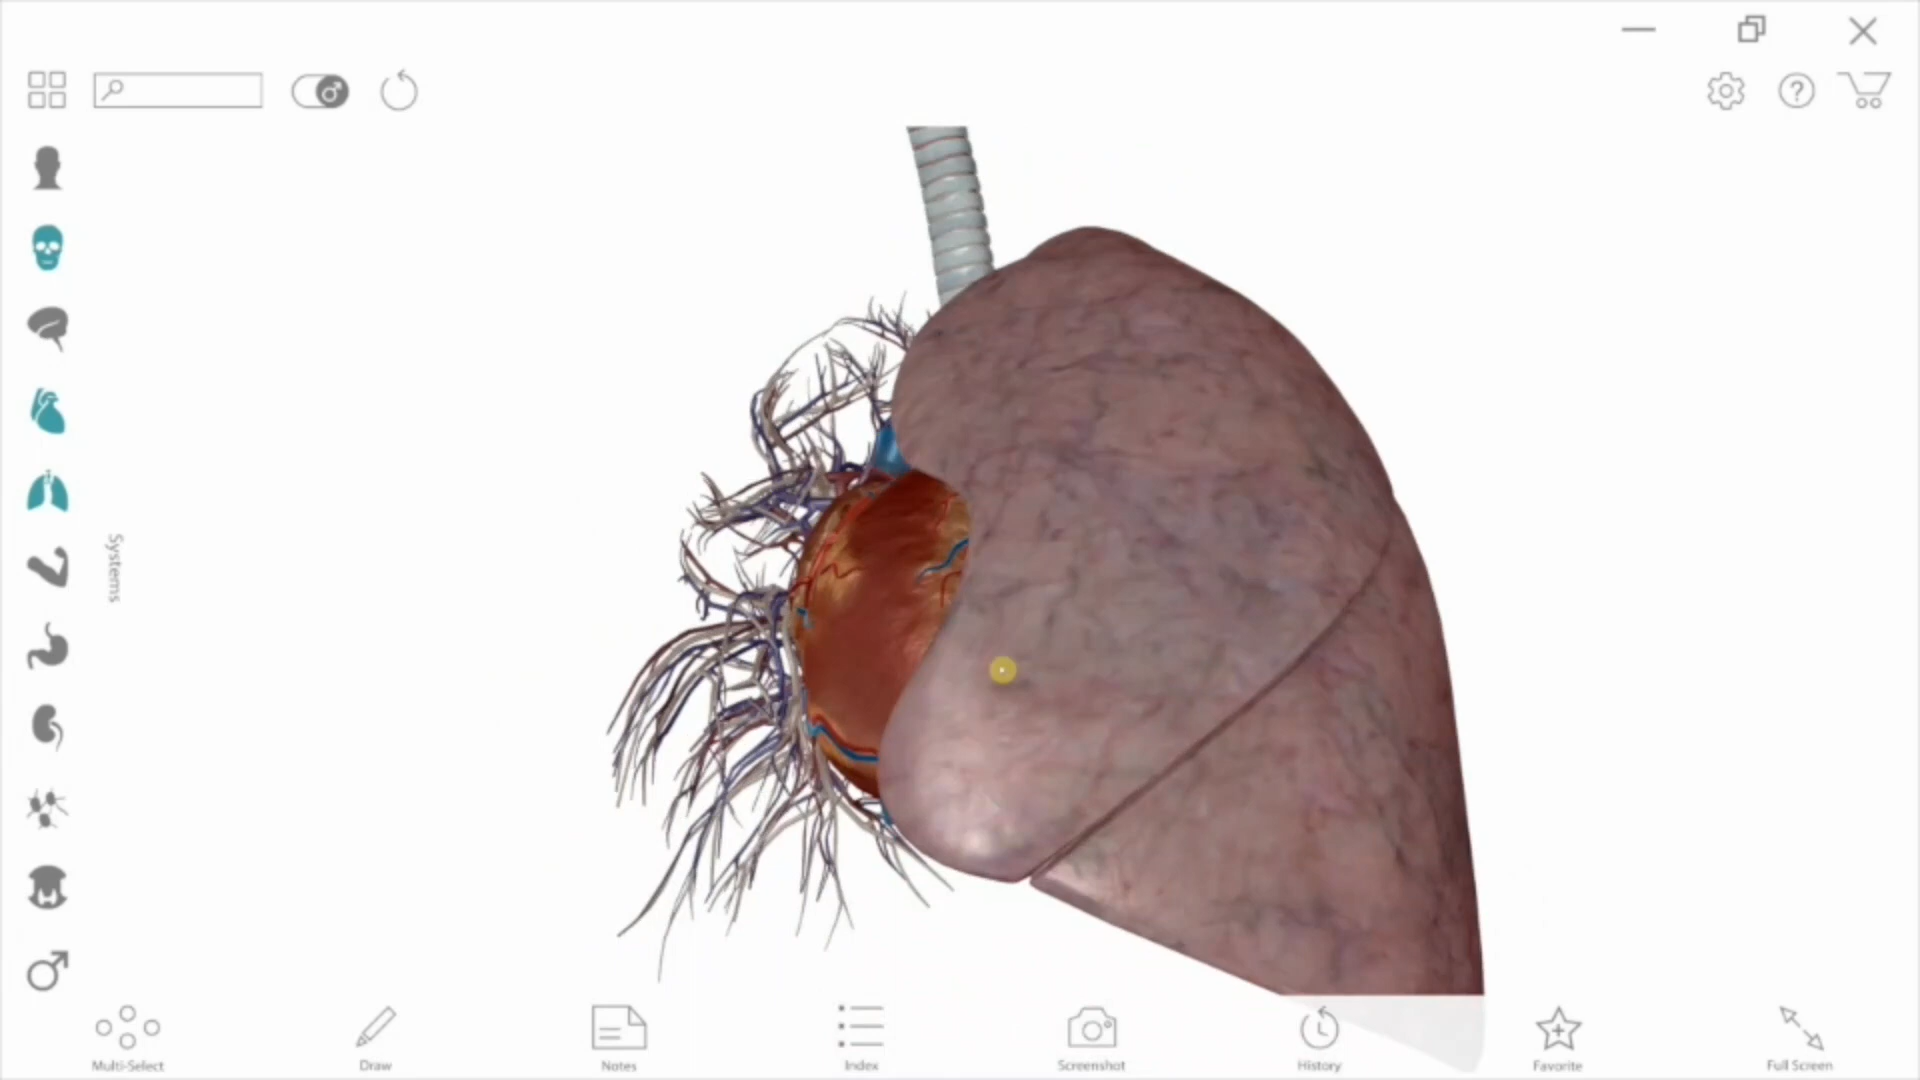 Systems
Multi-Select
Draw
Notes
Index
Screenshot
History
Favorite
Full Screen